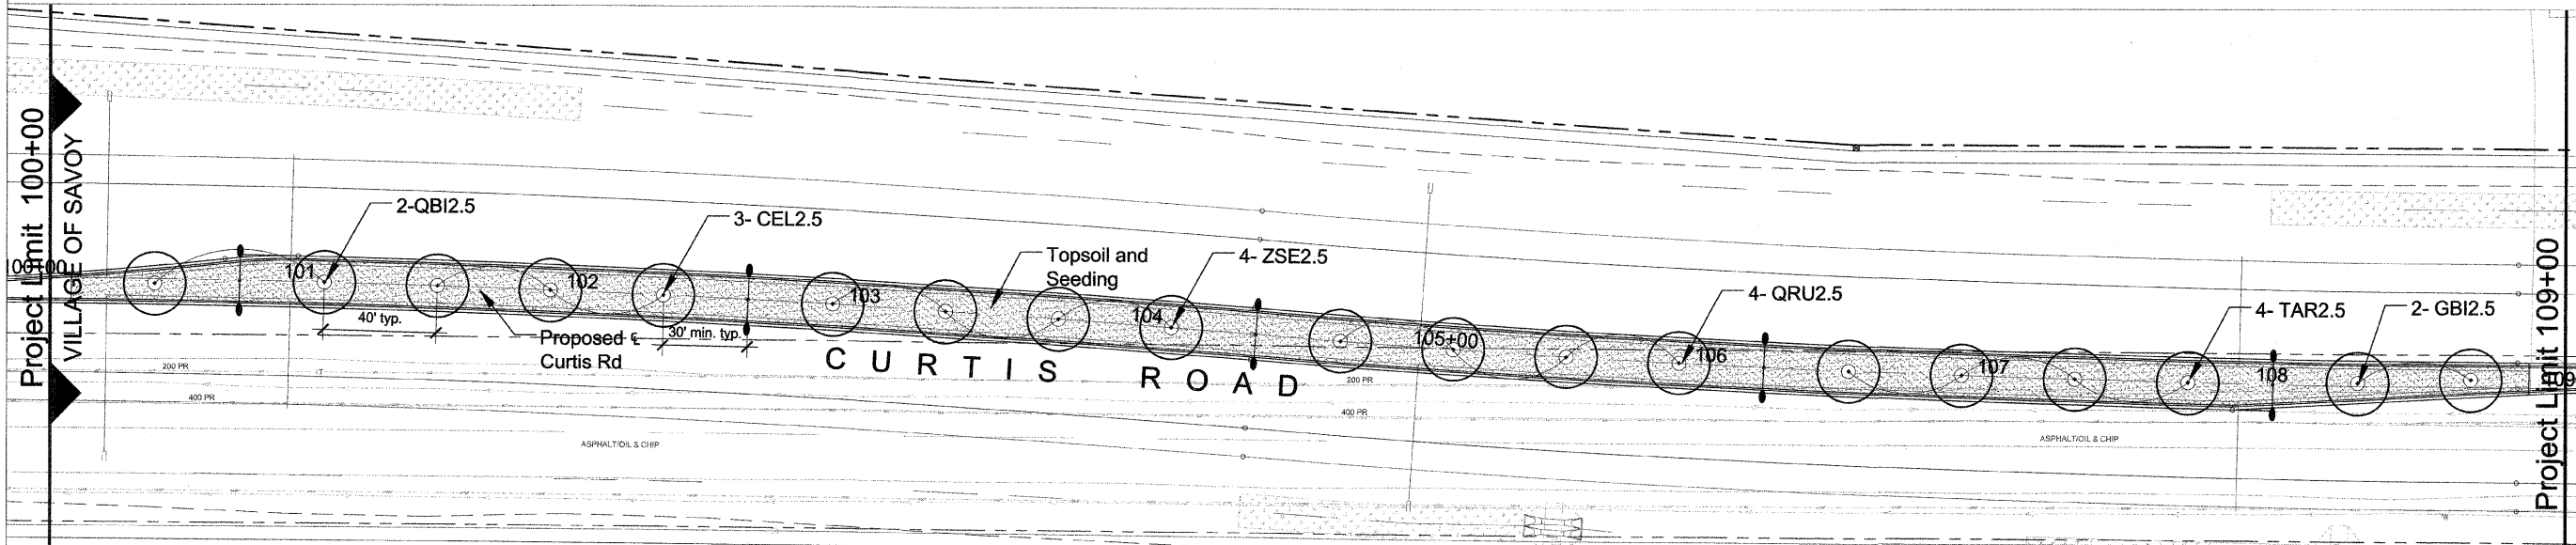 Project Limit 100+00
VILLAGE OF SAVOY
100+00
101
2-QBI2.5
40' typ.
Proposed ℄
Curtis Rd
102
3- CEL2.5
30' min. typ.
103
Topsoil and
Seeding
104
4- ZSE2.5
CURTIS ROAD
105+00
106
4- QRU2.5
107
4- TAR2.5
108
2- GBI2.5
109
Project Limit 109+00
200 PR
400 PR
ASPHALT/OIL & CHIP
200 PR
400 PR
ASPHALT/OIL & CHIP